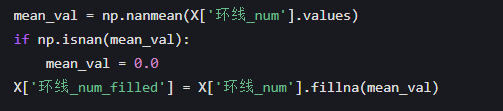 mean_val = np.nanmean(X['环线_num'].values)
if np.isnan(mean_val):
    mean_val = 0.0
X['环线_num_filled'] = X['环线_num'].fillna(mean_val)